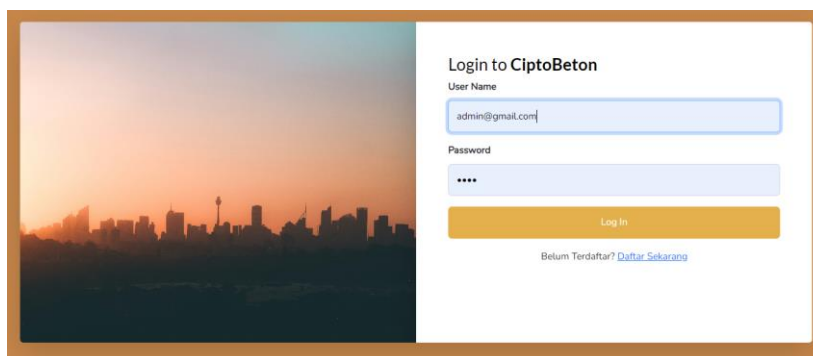 Login to CiptoBeton
User Name
admin@gmail.com
Password
••••
Log In
Belum Terdaftar? Daftar Sekarang